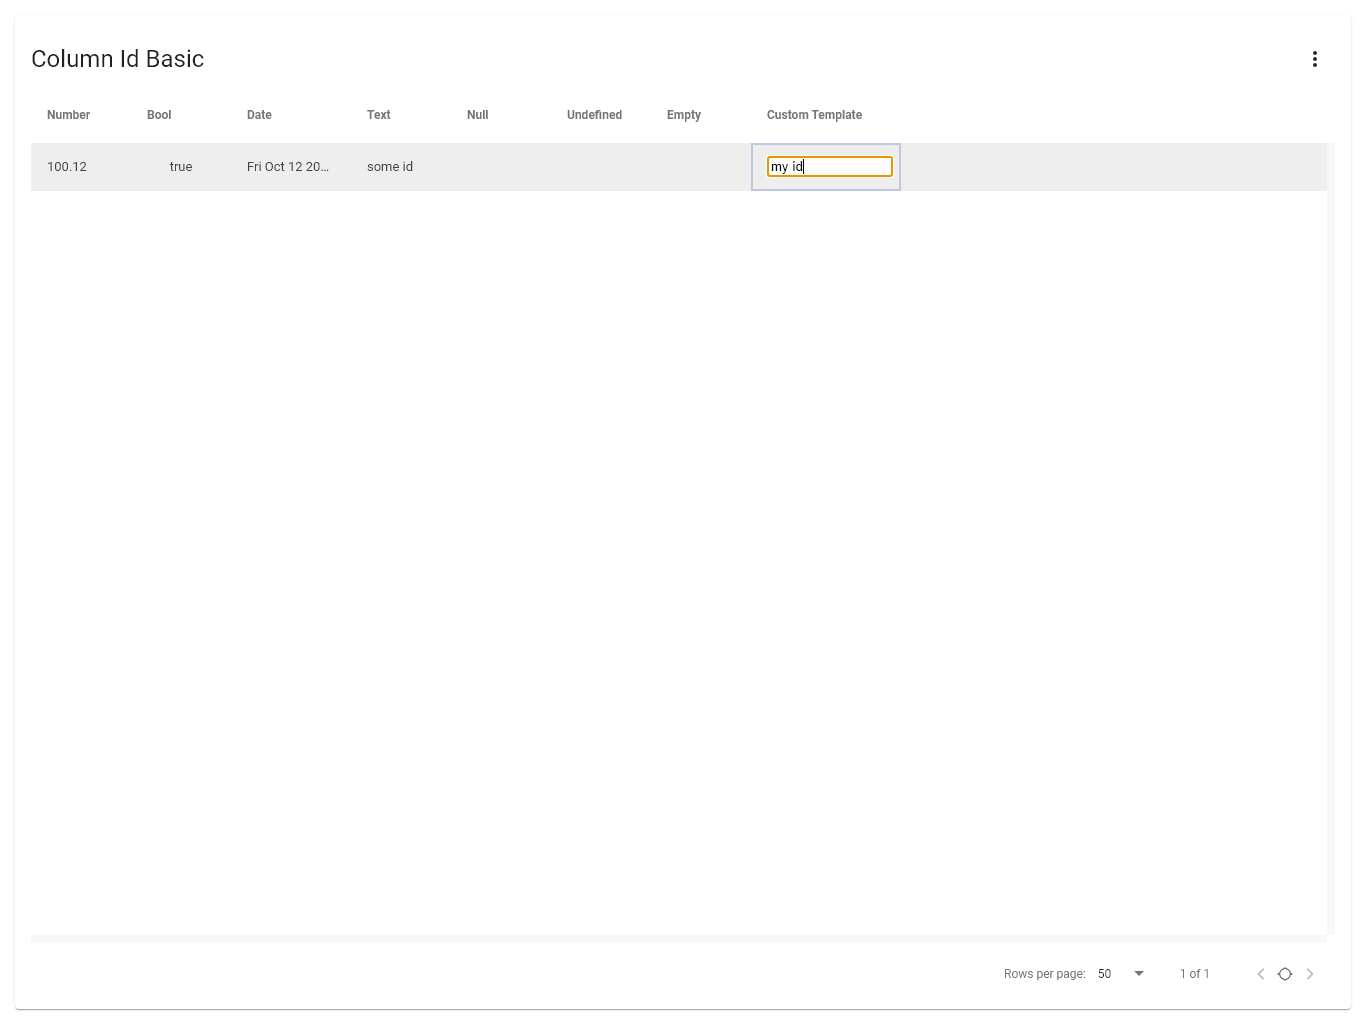 Column Id Basic
Number Bool Date Text Null Undefined Empty Custom Template
100.12 true Fri Oct 12 20... some id my id
Rows per page: 50 1 of 1